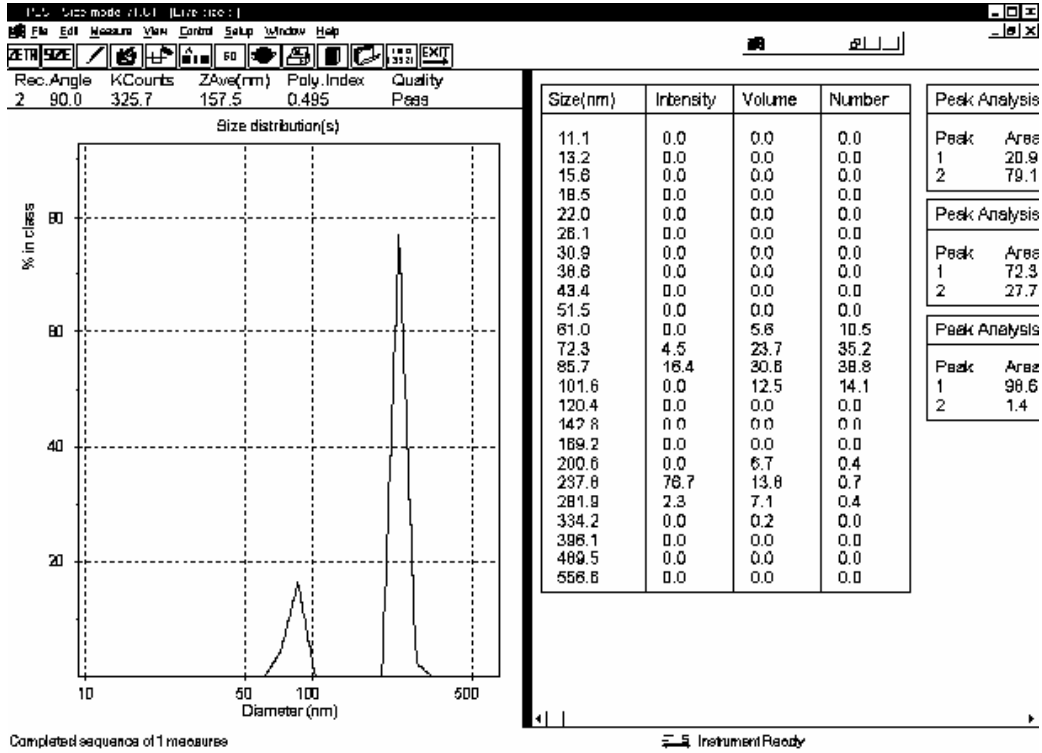 File Edit Measure View Control Setup Window Help
ZETA SIZE EXIT
Rec. Angle KCounts ZAve(nm) Poly.Index Quality
2 90.0 325.7 157.5 0.495 Pass
Size distribution(s)
% in class
80
60
40
20
10 50 100 500
Diameter (nm)
Size(nm) Intensity Volume Number
11.1 0.0 0.0 0.0
13.2 0.0 0.0 0.0
15.6 0.0 0.0 0.0
18.5 0.0 0.0 0.0
22.0 0.0 0.0 0.0
26.1 0.0 0.0 0.0
30.9 0.0 0.0 0.0
36.6 0.0 0.0 0.0
43.4 0.0 0.0 0.0
51.5 0.0 0.0 0.0
61.0 0.0 5.6 10.5
72.3 4.5 23.7 35.2
85.7 16.4 30.6 38.8
101.6 0.0 12.5 14.1
120.4 0.0 0.0 0.0
142.8 0.0 0.0 0.0
169.2 0.0 0.0 0.0
200.6 0.0 6.7 0.4
237.8 76.7 13.8 0.7
281.9 2.3 7.1 0.4
334.2 0.0 0.2 0.0
396.1 0.0 0.0 0.0
469.5 0.0 0.0 0.0
556.6 0.0 0.0 0.0
Peak Analysis
Peak Area
1 20.9
2 79.1
Peak Analysis
Peak Area
1 72.3
2 27.7
Peak Analysis
Peak Area
1 98.6
2 1.4
Completed sequence of 1 measures
Instrument Ready